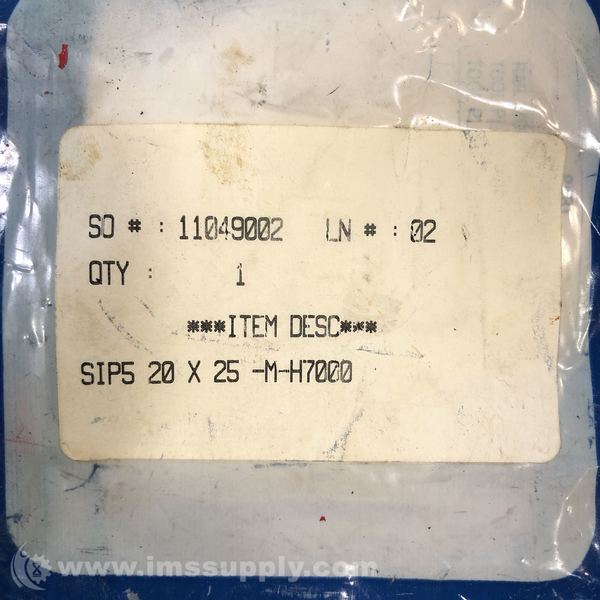 SO # : 11049002 LN # : 02
QTY : 1
***ITEM DESC***
SIP5 20 X 25 -M-H7000
www.imssupply.com